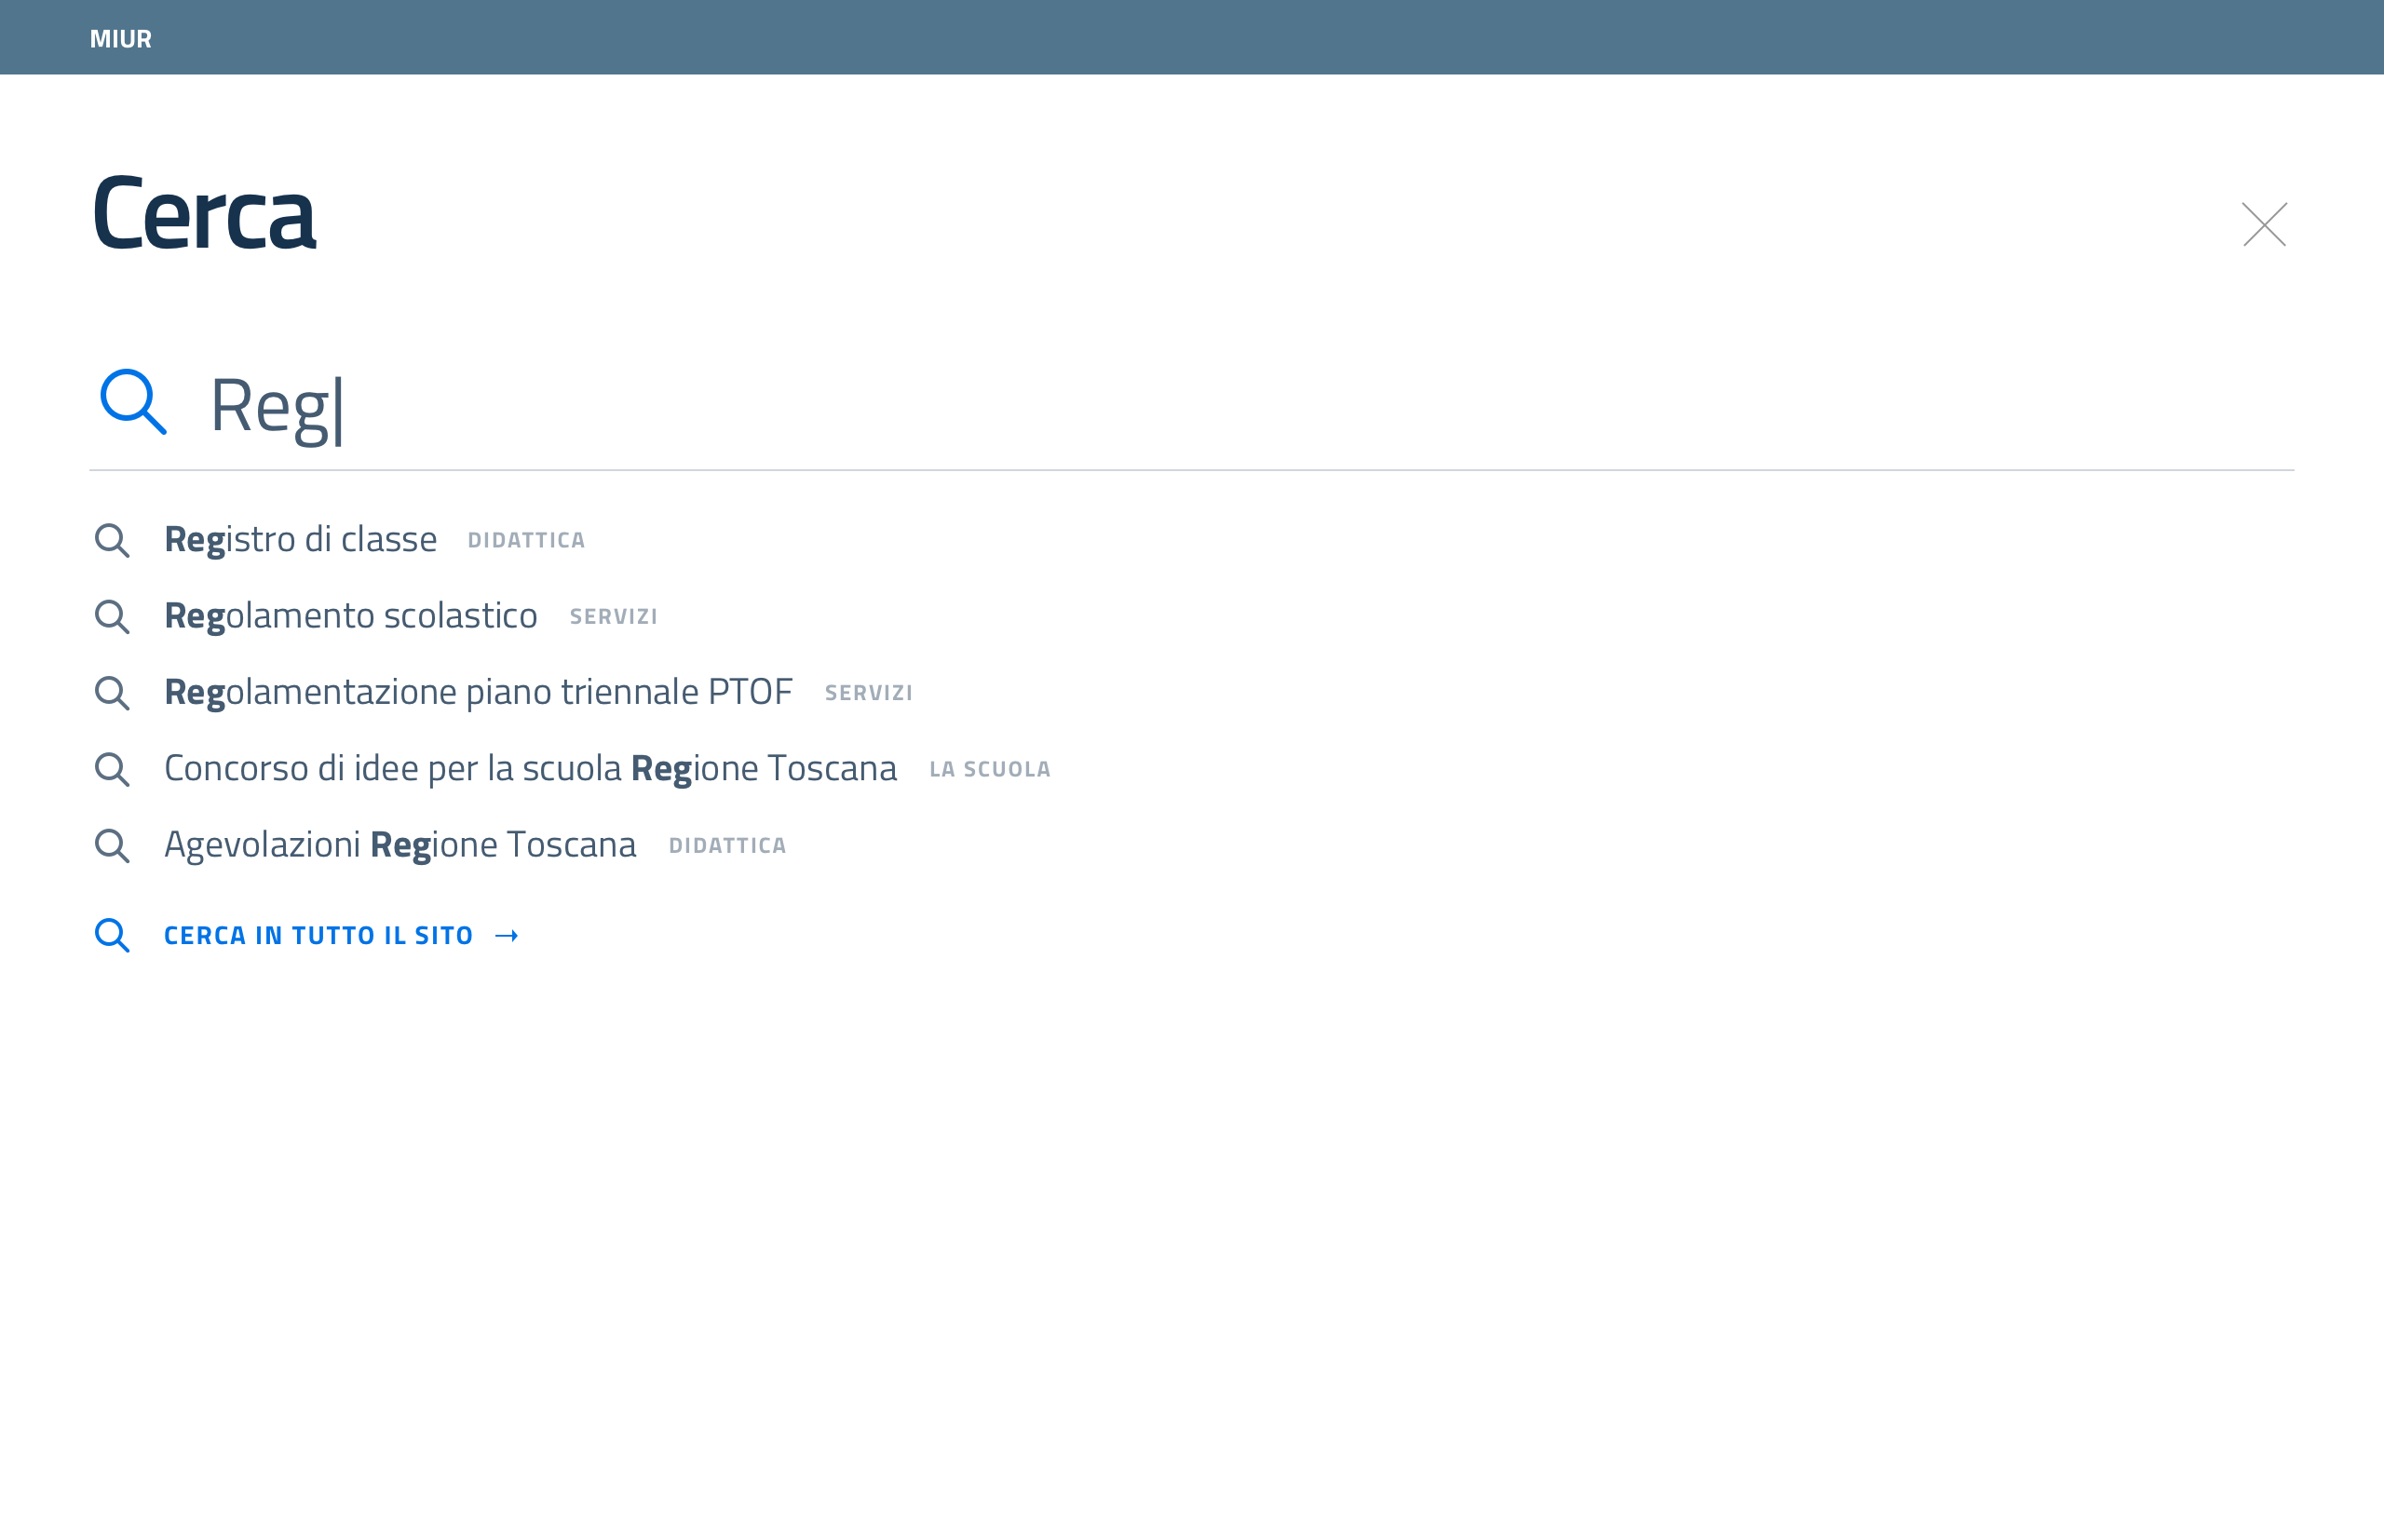 MIUR
Cerca
Reg
Registro di classe DIDATTICA
Regolamento scolastico SERVIZI
Regolamentazione piano triennale PTOF SERVIZI
Concorso di idee per la scuola Regione Toscana LA SCUOLA
Agevolazioni Regione Toscana DIDATTICA
CERCA IN TUTTO IL SITO →